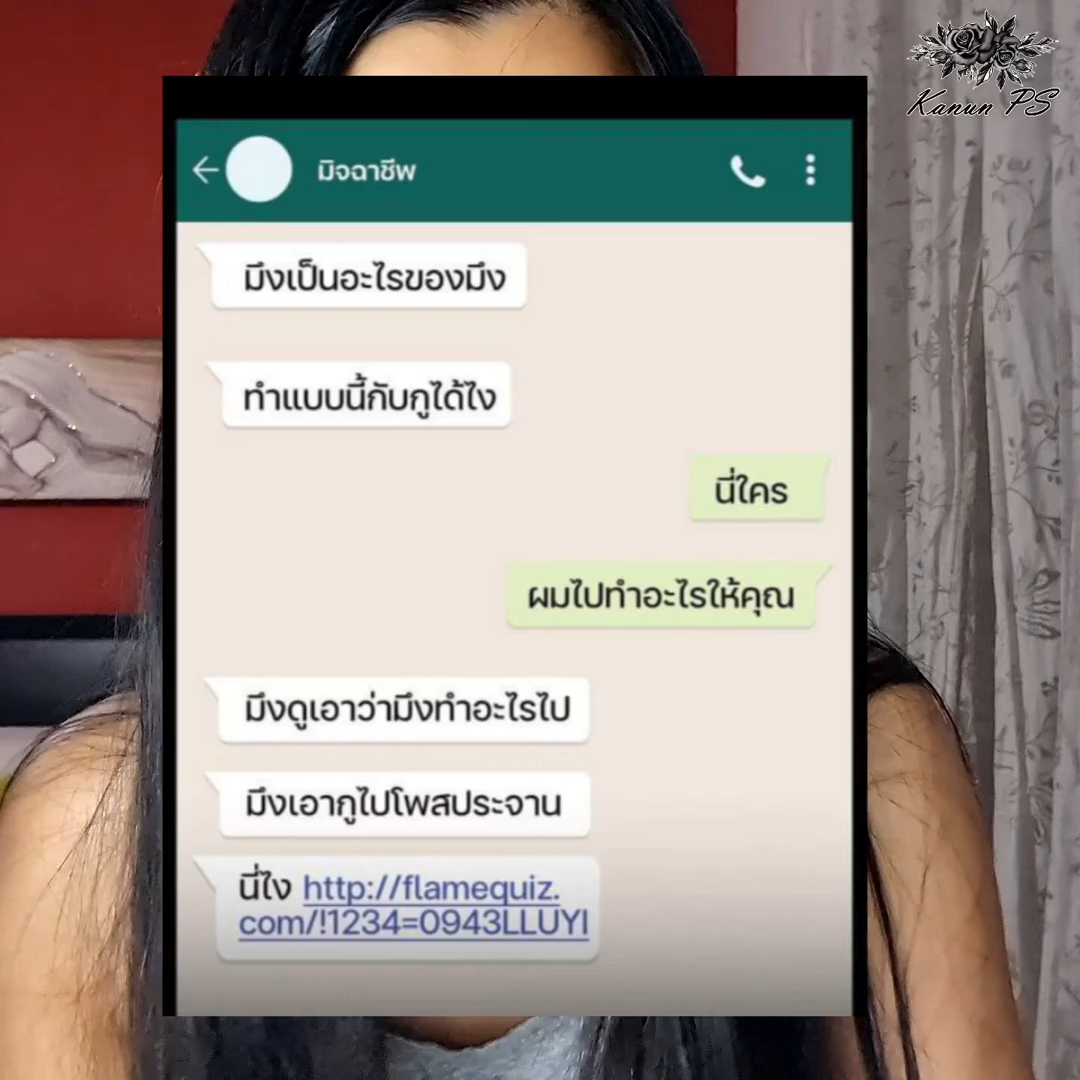 Kanun PS
มิจฉาชีพ
มึงเป็นอะไรของมึง
ทำแบบนี้กับกูได้ไง
นี่ใคร
ผมไปทำอะไรให้คุณ
มึงดูเอาว่ามึงทำอะไรไป
มึงเอากูไปโพสประจาน
นี่ไง http://flamequiz.
com/!1234=0943LLUYI